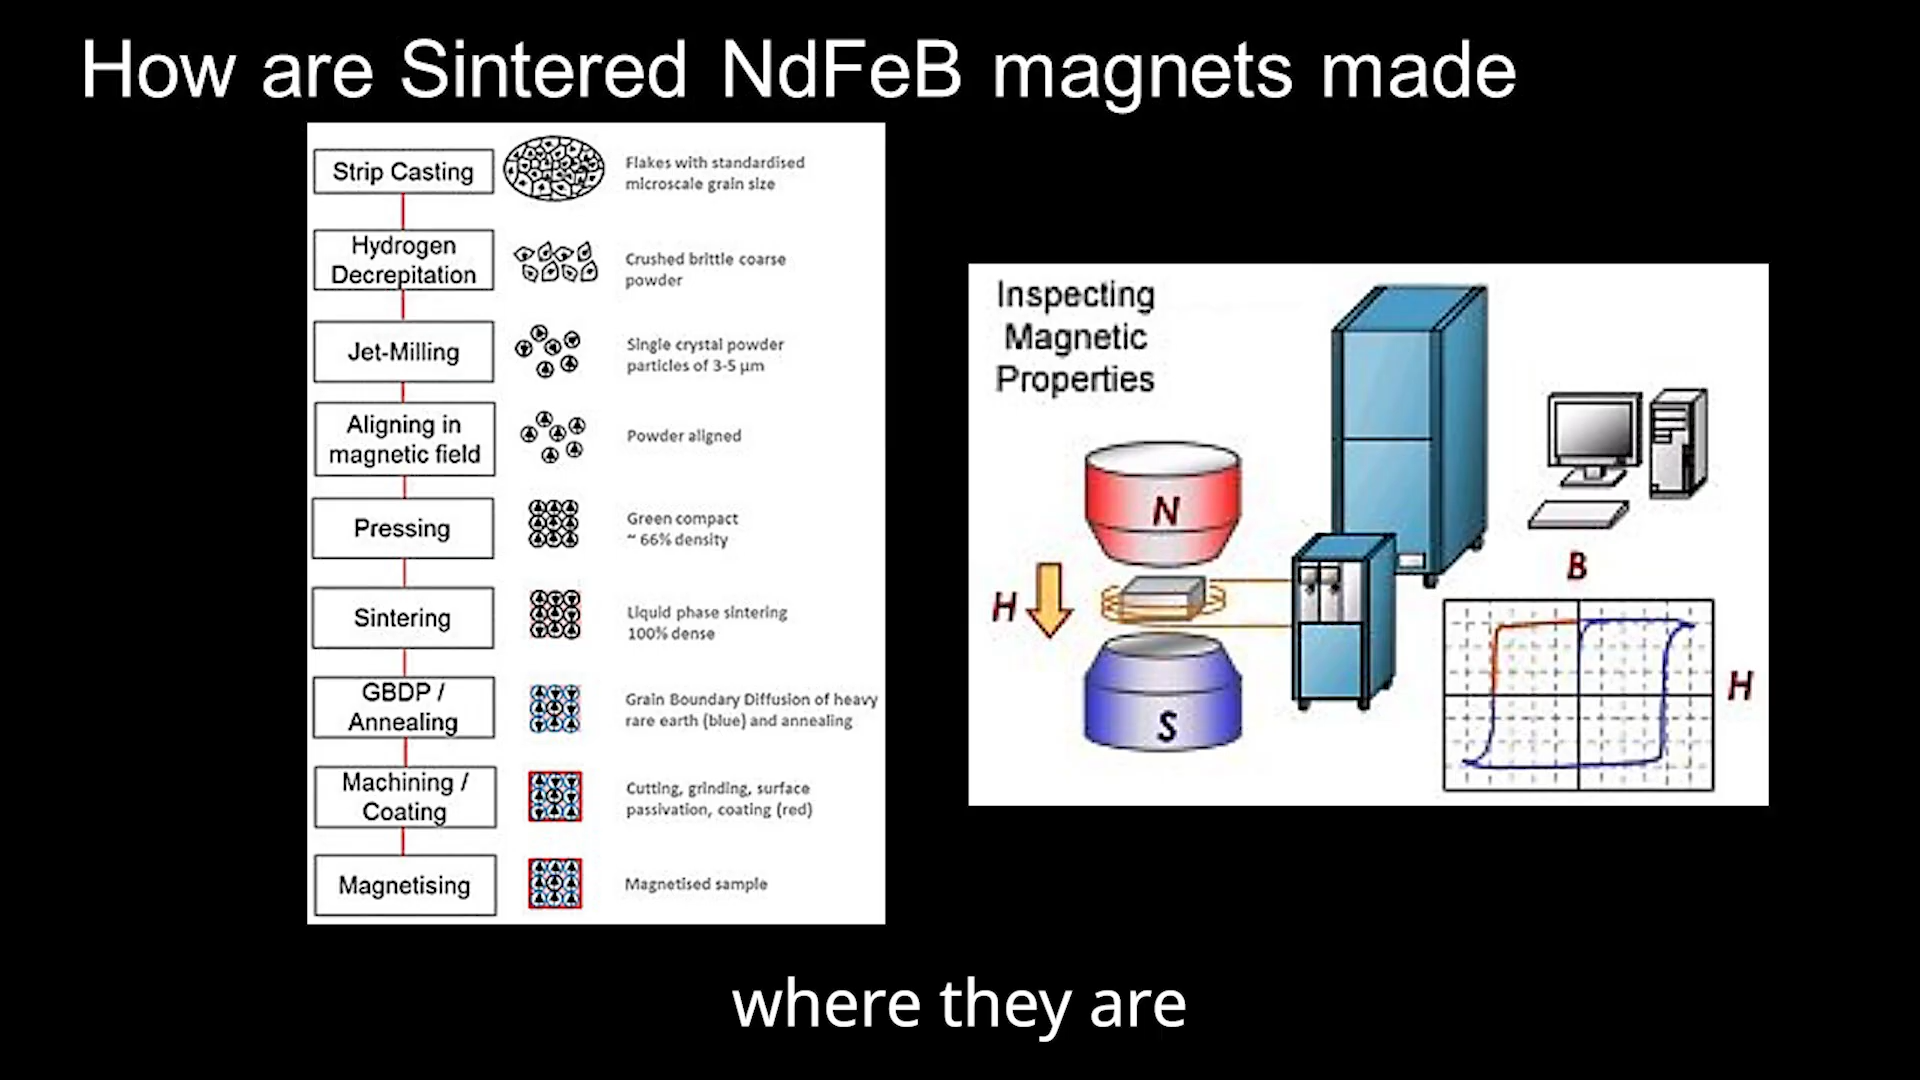 How are Sintered NdFeB magnets made
Strip Casting
Flakes with standardised
microscale grain size
Hydrogen
Decrepitation
Crushed brittle coarse
powder
Jet-Milling
Single crystal powder
particles of 3-5 µm
Aligning in
magnetic field
Powder aligned
Pressing
Green compact
~ 66% density
Sintering
Liquid phase sintering
100% dense
GBDP /
Annealing
Grain Boundary Diffusion of heavy
rare earth (blue) and annealing
Machining /
Coating
Cutting, grinding, surface
passivation, coating (red)
Magnetising
Magnetised sample
Inspecting
Magnetic
Properties
N
H
S
B
H
where they are